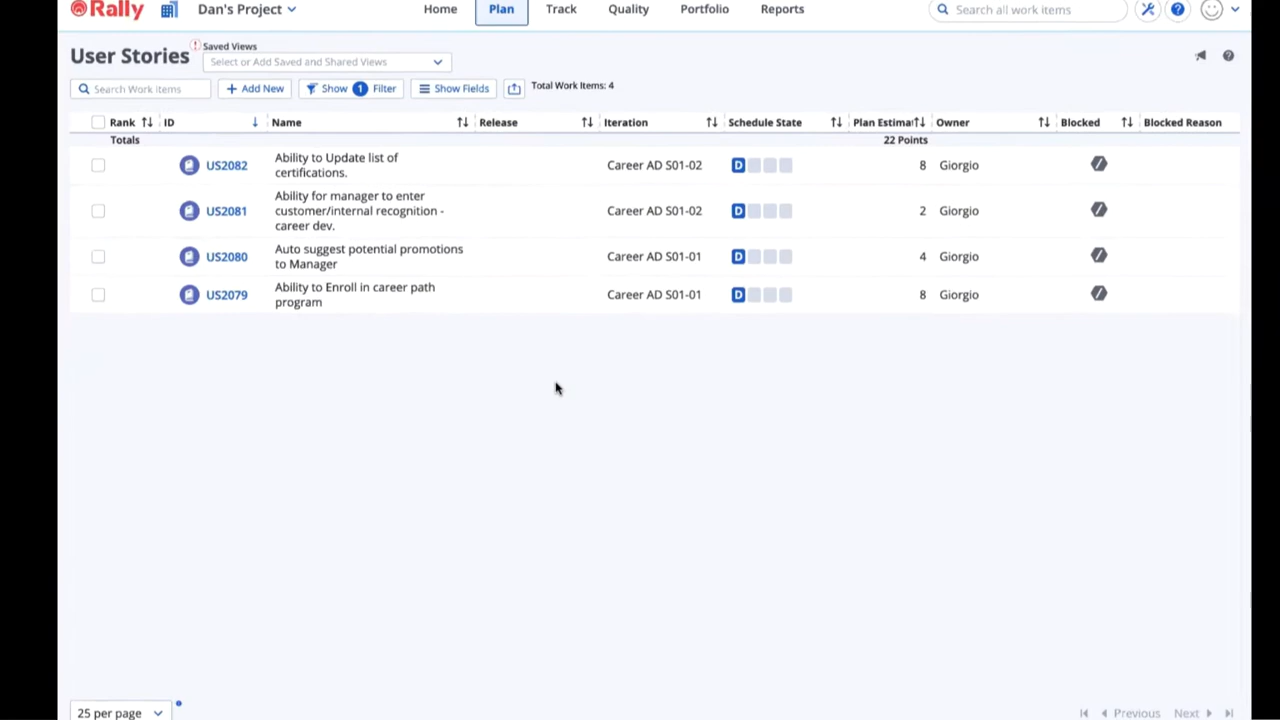 Rally Dan's Project Home Plan Track Quality Portfolio Reports Search all work items
User Stories
Saved Views
Select or Add Saved and Shared Views
Search Work Items + Add New Show 1 Filter Show Fields Total Work Items: 4
Rank ID Name Release Iteration Schedule State Plan Estimat Owner Blocked Blocked Reason
Totals 22 Points
US2082 Ability to Update list of certifications. Career AD S01-02 D 8 Giorgio
US2081 Ability for manager to enter customer/internal recognition - career dev. Career AD S01-02 D 2 Giorgio
US2080 Auto suggest potential promotions to Manager Career AD S01-01 D 4 Giorgio
US2079 Ability to Enroll in career path program Career AD S01-01 D 8 Giorgio
25 per page Previous Next